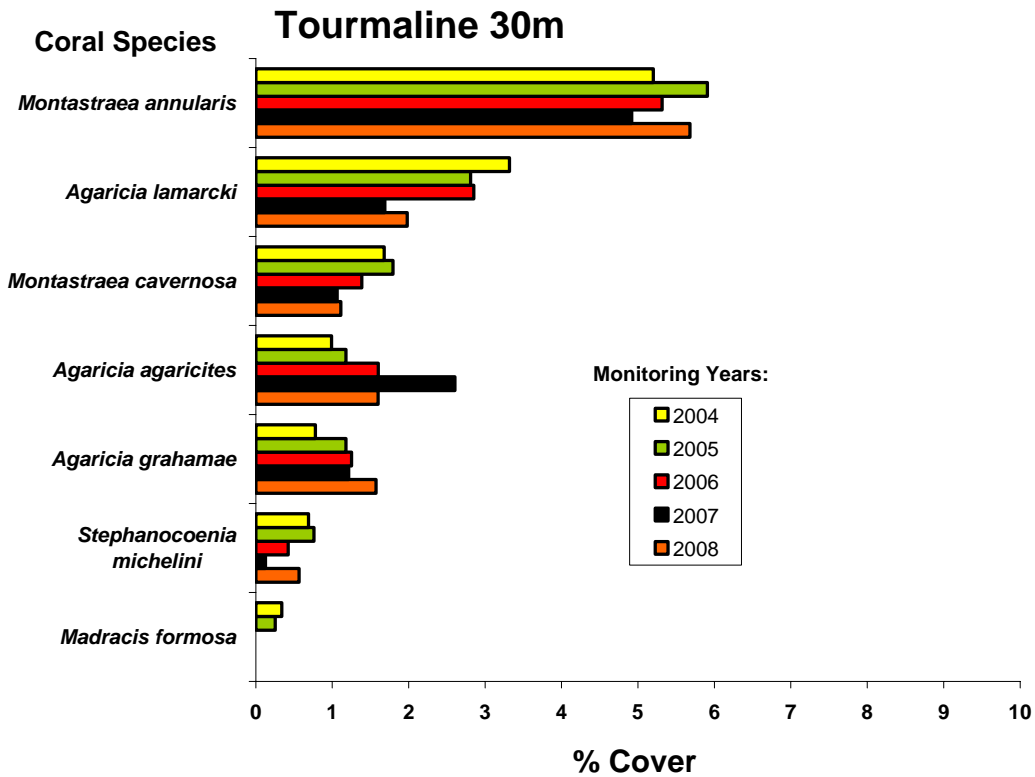 Tourmaline 30m
Coral Species
Montastraea annularis
Agaricia lamarcki
Montastraea cavernosa
Agaricia agaricites
Agaricia grahamae
Stephanocoenia
michelini
Madracis formosa
Monitoring Years:
2004
2005
2006
2007
2008
0 1 2 3 4 5 6 7 8 9 10
% Cover